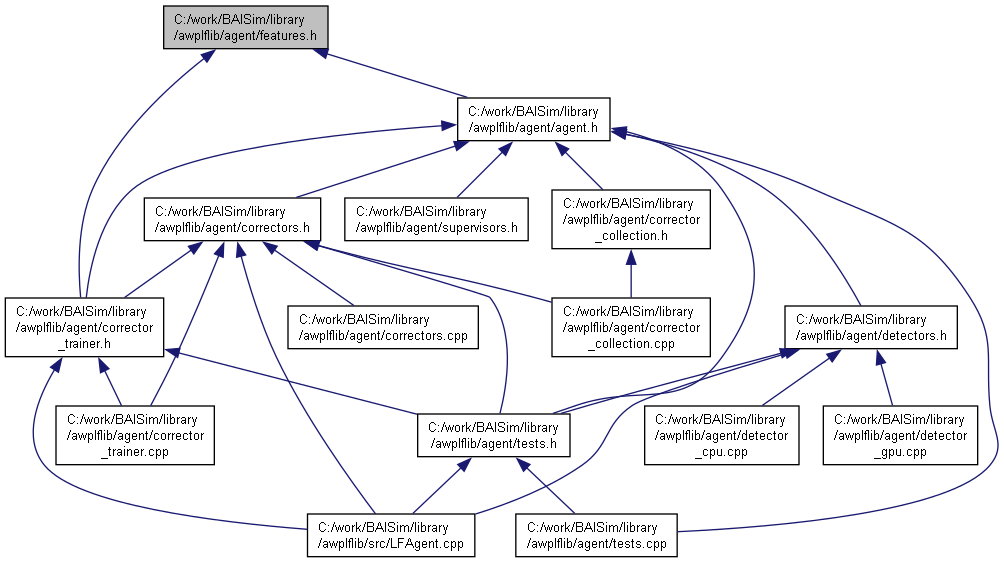 C:/work/BAISim/library
/awplflib/agent/features.h
C:/work/BAISim/library
/awplflib/agent/agent.h
C:/work/BAISim/library
/awplflib/agent/correctors.h
C:/work/BAISim/library
/awplflib/agent/supervisors.h
C:/work/BAISim/library
/awplflib/agent/corrector
_collection.h
C:/work/BAISim/library
/awplflib/agent/corrector
_trainer.h
C:/work/BAISim/library
/awplflib/agent/correctors.cpp
C:/work/BAISim/library
/awplflib/agent/corrector
_collection.cpp
C:/work/BAISim/library
/awplflib/agent/detectors.h
C:/work/BAISim/library
/awplflib/agent/corrector
_trainer.cpp
C:/work/BAISim/library
/awplflib/agent/tests.h
C:/work/BAISim/library
/awplflib/agent/detector
_cpu.cpp
C:/work/BAISim/library
/awplflib/agent/detector
_gpu.cpp
C:/work/BAISim/library
/awplflib/src/LFAgent.cpp
C:/work/BAISim/library
/awplflib/agent/tests.cpp